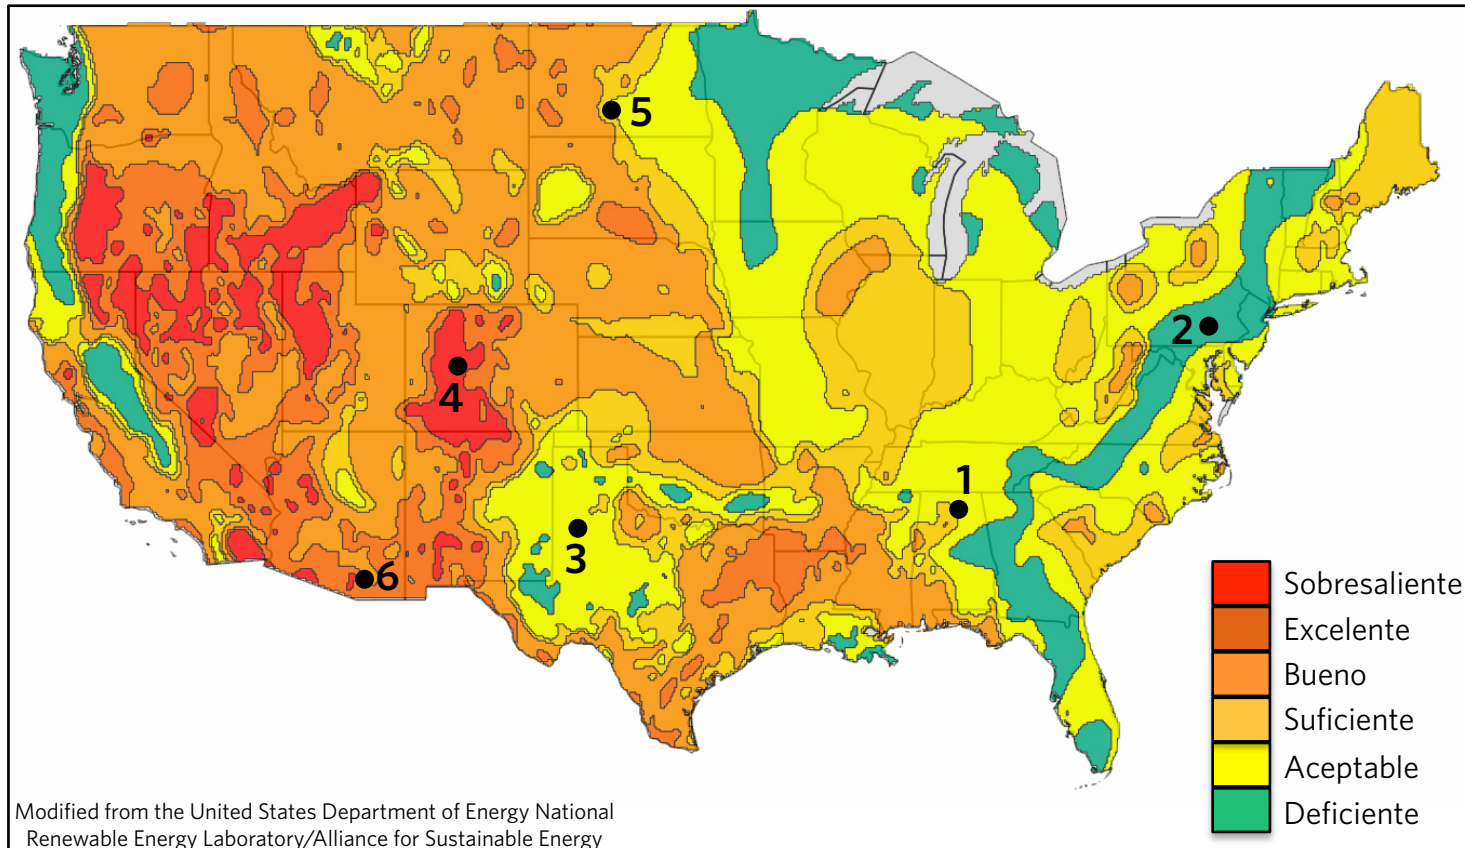 5
2
4
1
3
6
Sobresaliente
Excelente
Bueno
Suficiente
Aceptable
Deficiente
Modified from the United States Department of Energy National
Renewable Energy Laboratory/Alliance for Sustainable Energy